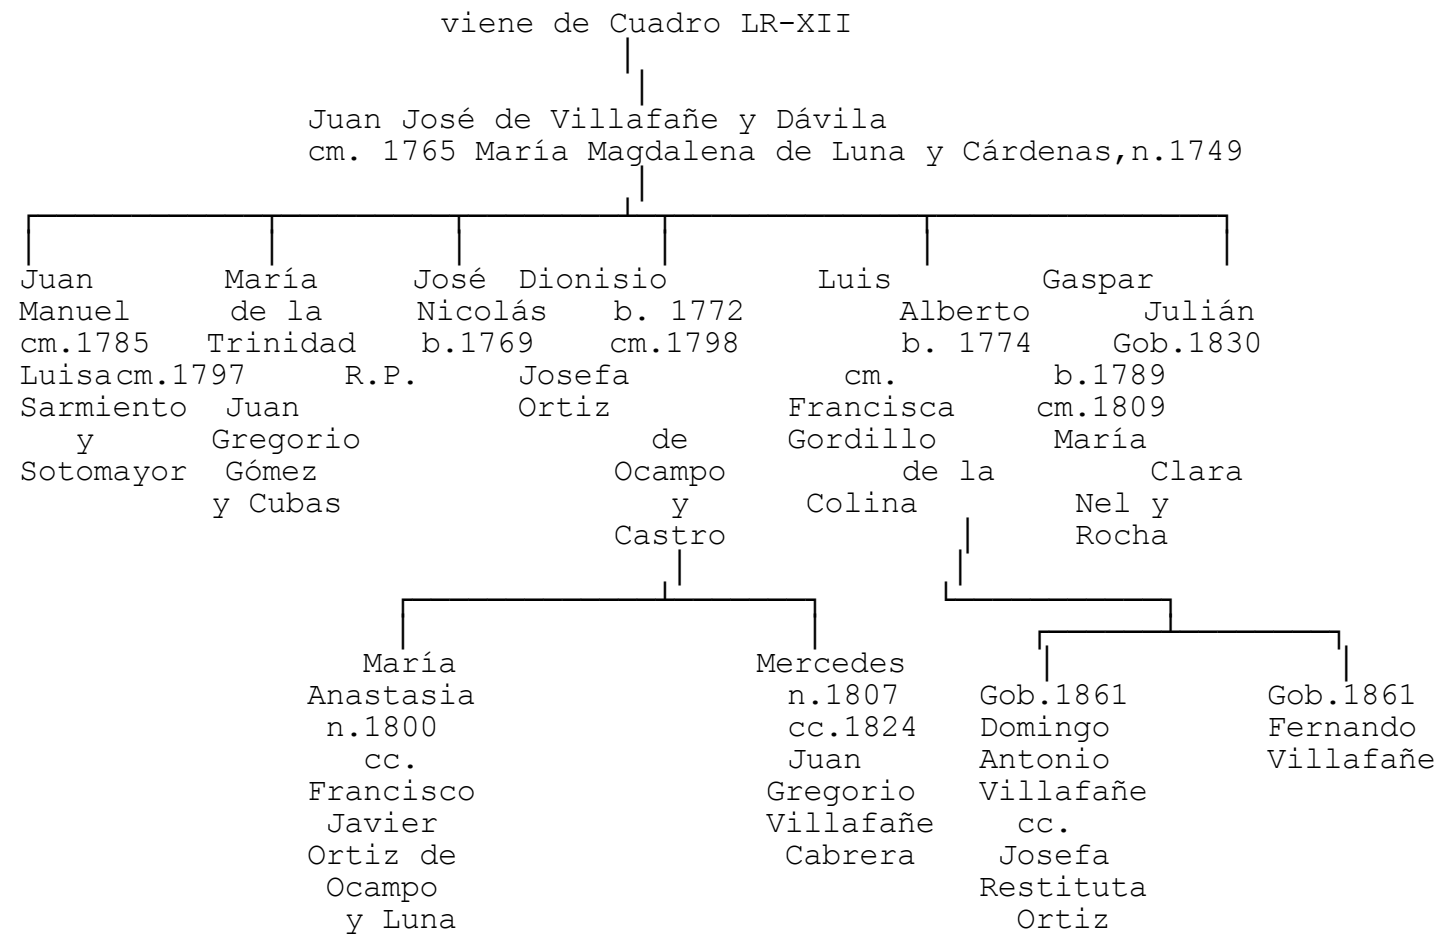 viene de Cuadro LR-XII
Juan José de Villafañe y Dávila
cm. 1765 María Magdalena de Luna y Cárdenas,n.1749
Juan María José Dionisio Luis Gaspar
Manuel de la Nicolás b. 1772 Alberto Julián
cm.1785 Trinidad b.1769 cm.1798 b. 1774 Gob.1830
Luisacm.1797 R.P. Josefa cm. b.1789
Sarmiento Juan Ortiz Francisca cm.1809
y Gregorio de Gordillo María
Sotomayor Gómez Ocampo de la Clara
y Cubas y Colina Nel y
Castro Rocha
María Mercedes
Anastasia n.1807 Gob.1861 Gob.1861
n.1800 cc.1824 Domingo Fernando
cc. Juan Antonio Villafañe
Francisco Gregorio Villafañe
Javier Villafañe cc.
Ortiz de Cabrera Josefa
Ocampo Restituta
y Luna Ortiz